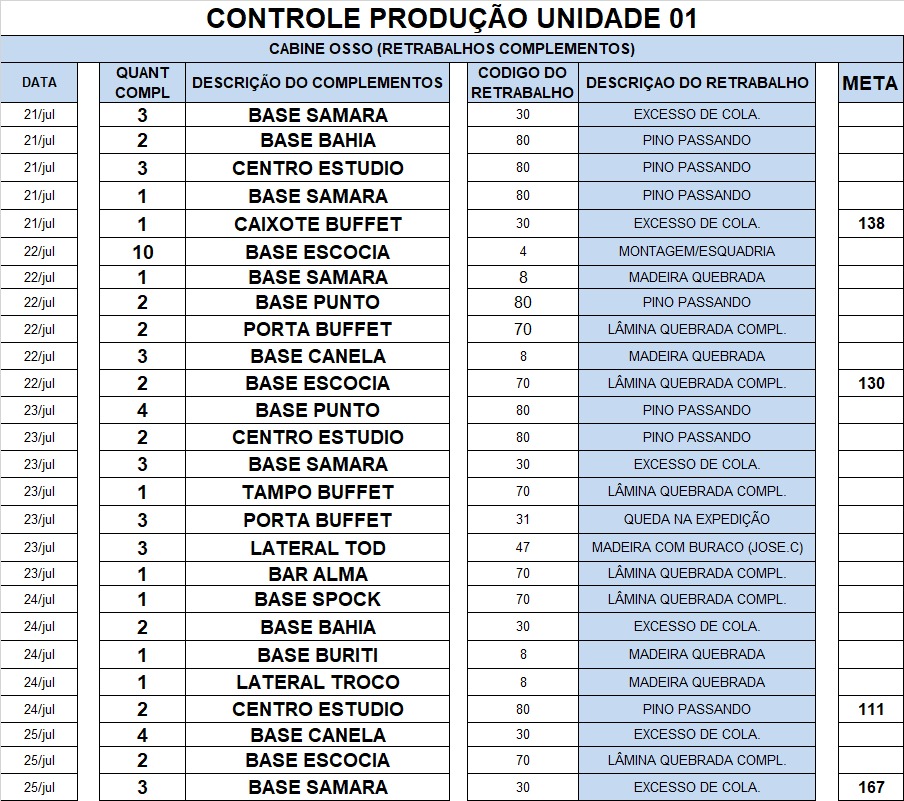 CONTROLE PRODUÇÃO UNIDADE 01
CABINE OSSO (RETRABALHOS COMPLEMENTOS)
DATA QUANT COMPL DESCRIÇÃO DO COMPLEMENTOS CODIGO DO RETRABALHO DESCRIÇAO DO RETRABALHO META
21/jul 3 BASE SAMARA 30 EXCESSO DE COLA.
21/jul 2 BASE BAHIA 80 PINO PASSANDO
21/jul 3 CENTRO ESTUDIO 80 PINO PASSANDO
21/jul 1 BASE SAMARA 80 PINO PASSANDO
21/jul 1 CAIXOTE BUFFET 30 EXCESSO DE COLA. 138
22/jul 10 BASE ESCOCIA 4 MONTAGEM/ESQUADRIA
22/jul 1 BASE SAMARA 8 MADEIRA QUEBRADA
22/jul 2 BASE PUNTO 80 PINO PASSANDO
22/jul 2 PORTA BUFFET 70 LÂMINA QUEBRADA COMPL.
22/jul 3 BASE CANELA 8 MADEIRA QUEBRADA
22/jul 2 BASE ESCOCIA 70 LÂMINA QUEBRADA COMPL. 130
23/jul 4 BASE PUNTO 80 PINO PASSANDO
23/jul 2 CENTRO ESTUDIO 80 PINO PASSANDO
23/jul 3 BASE SAMARA 30 EXCESSO DE COLA.
23/jul 1 TAMPO BUFFET 70 LÂMINA QUEBRADA COMPL.
23/jul 3 PORTA BUFFET 31 QUEDA NA EXPEDIÇÃO
23/jul 3 LATERAL TOD 47 MADEIRA COM BURACO (JOSE.C)
23/jul 1 BAR ALMA 70 LÂMINA QUEBRADA COMPL.
24/jul 1 BASE SPOCK 70 LÂMINA QUEBRADA COMPL.
24/jul 2 BASE BAHIA 30 EXCESSO DE COLA.
24/jul 1 BASE BURITI 8 MADEIRA QUEBRADA
24/jul 1 LATERAL TROCO 8 MADEIRA QUEBRADA
24/jul 2 CENTRO ESTUDIO 80 PINO PASSANDO 111
25/jul 4 BASE CANELA 30 EXCESSO DE COLA.
25/jul 2 BASE ESCOCIA 70 LÂMINA QUEBRADA COMPL.
25/jul 3 BASE SAMARA 30 EXCESSO DE COLA. 167